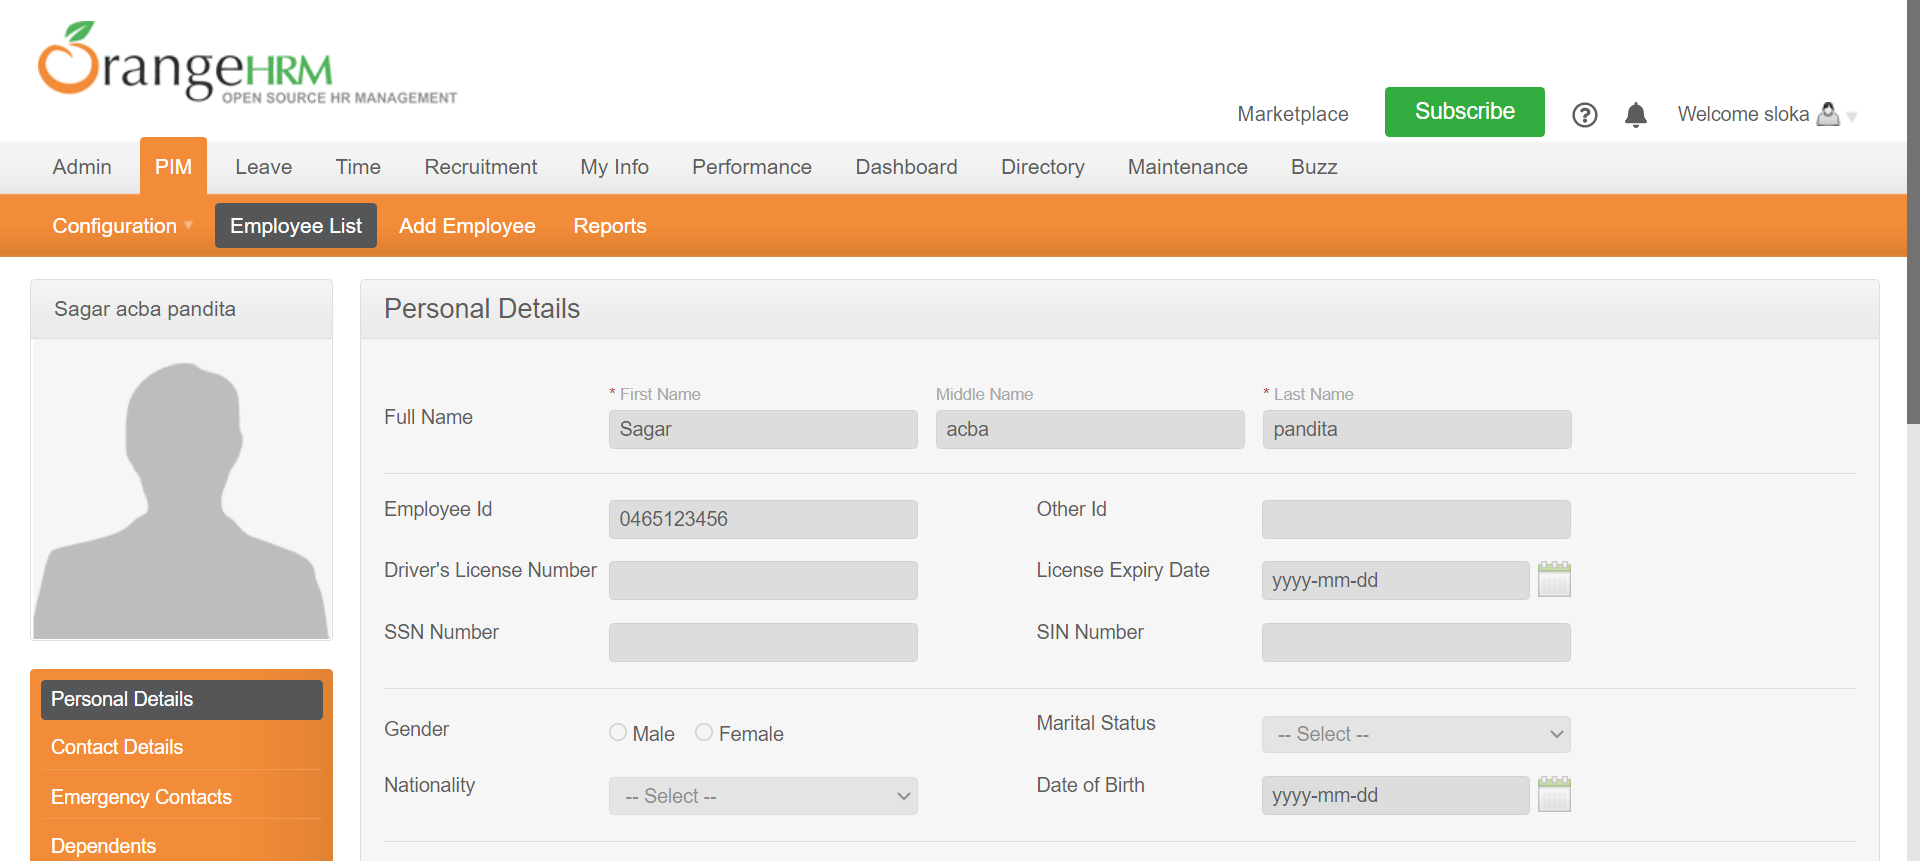 OrangeHRM
OPEN SOURCE HR MANAGEMENT
Marketplace
Subscribe
?
Welcome sloka
Admin PIM Leave Time Recruitment My Info Performance Dashboard Directory Maintenance Buzz
Configuration Employee List Add Employee Reports
Sagar acba pandita
Personal Details
Contact Details
Emergency Contacts
Dependents
Personal Details
* First Name Middle Name * Last Name
Full Name Sagar acba pandita
Employee Id 0465123456 Other Id
Driver's License Number License Expiry Date yyyy-mm-dd
SSN Number SIN Number
Gender Male Female Marital Status -- Select --
Nationality -- Select -- Date of Birth yyyy-mm-dd